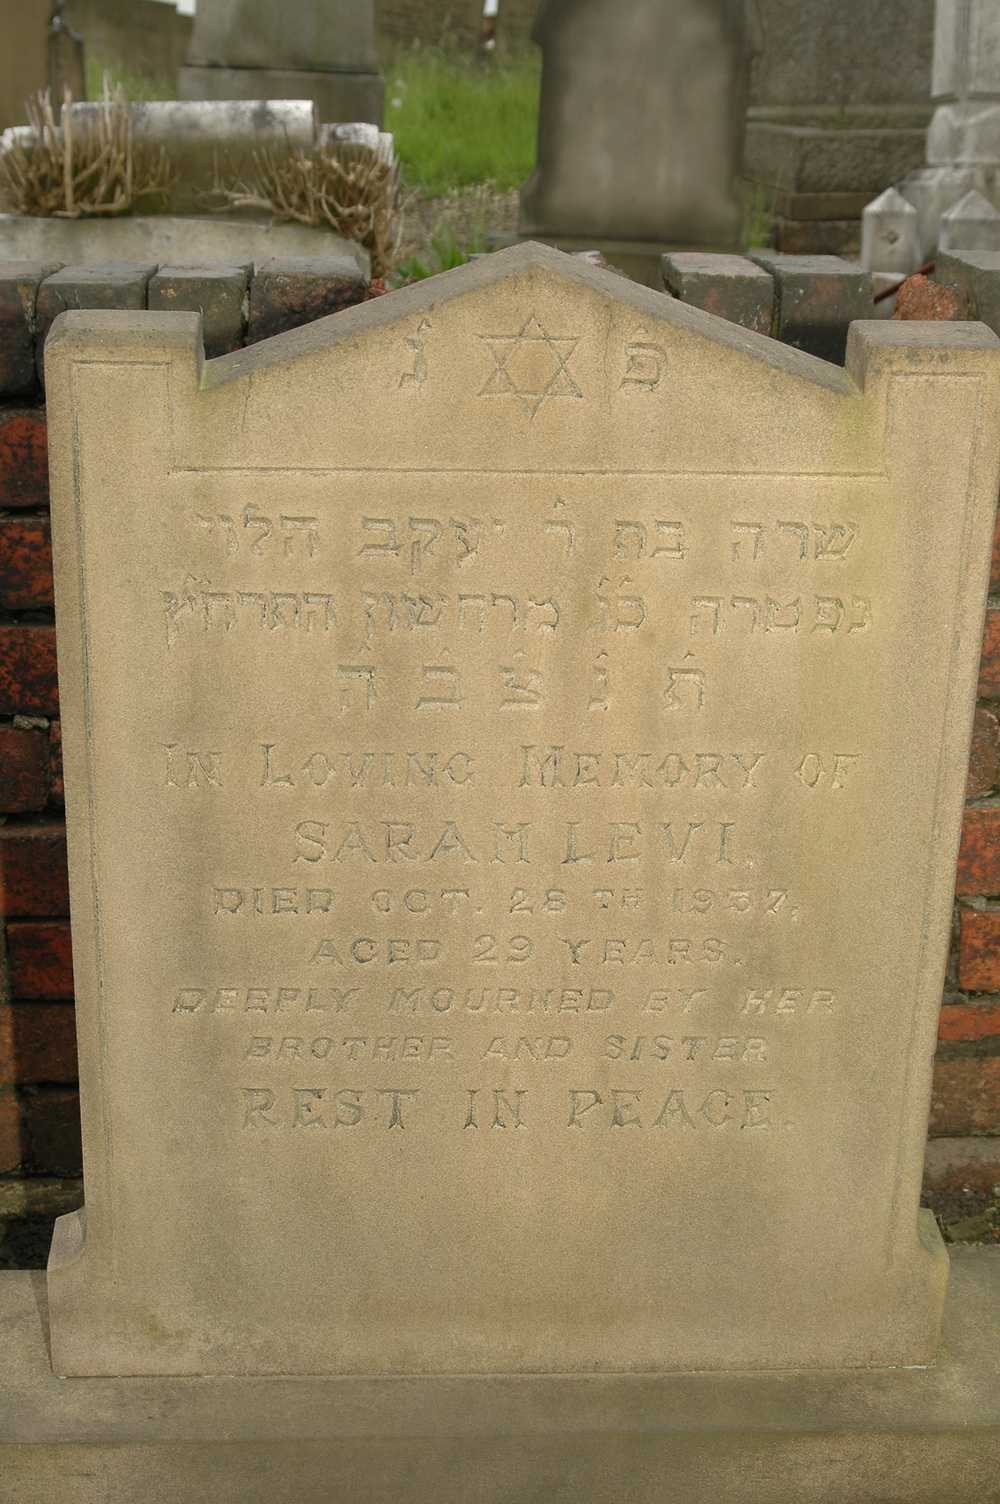 פ׳ נ׳
שרה בת ר׳ יעקב הלוי
נפטרה כ״ג מרחשון התרח״ץ
ת׳ נ׳ צ׳ ב׳ ה׳
IN LOVING MEMORY OF
SARAH LEVI.
DIED OCT. 28TH 1937,
AGED 29 YEARS.
DEEPLY MOURNED BY HER
BROTHER AND SISTER
REST IN PEACE.